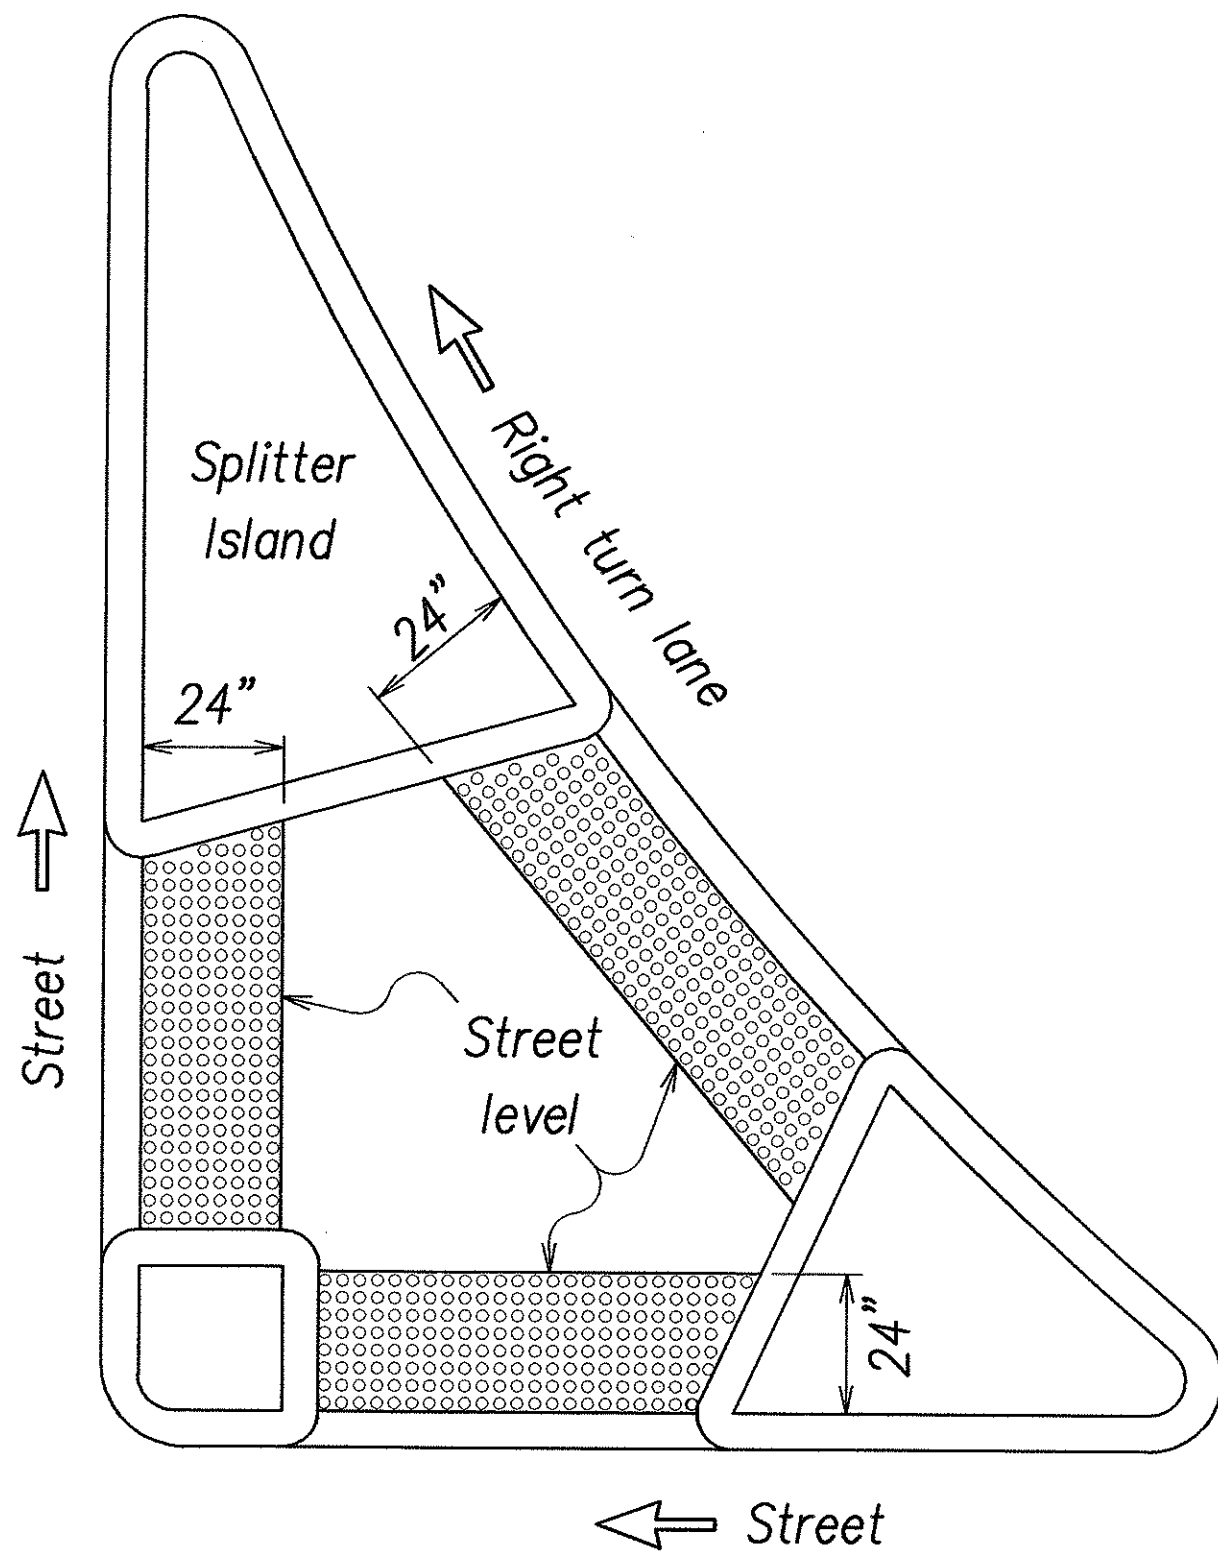 Splitter
Island
Right turn lane
24”
24”
Street
Street
level
24”
Street